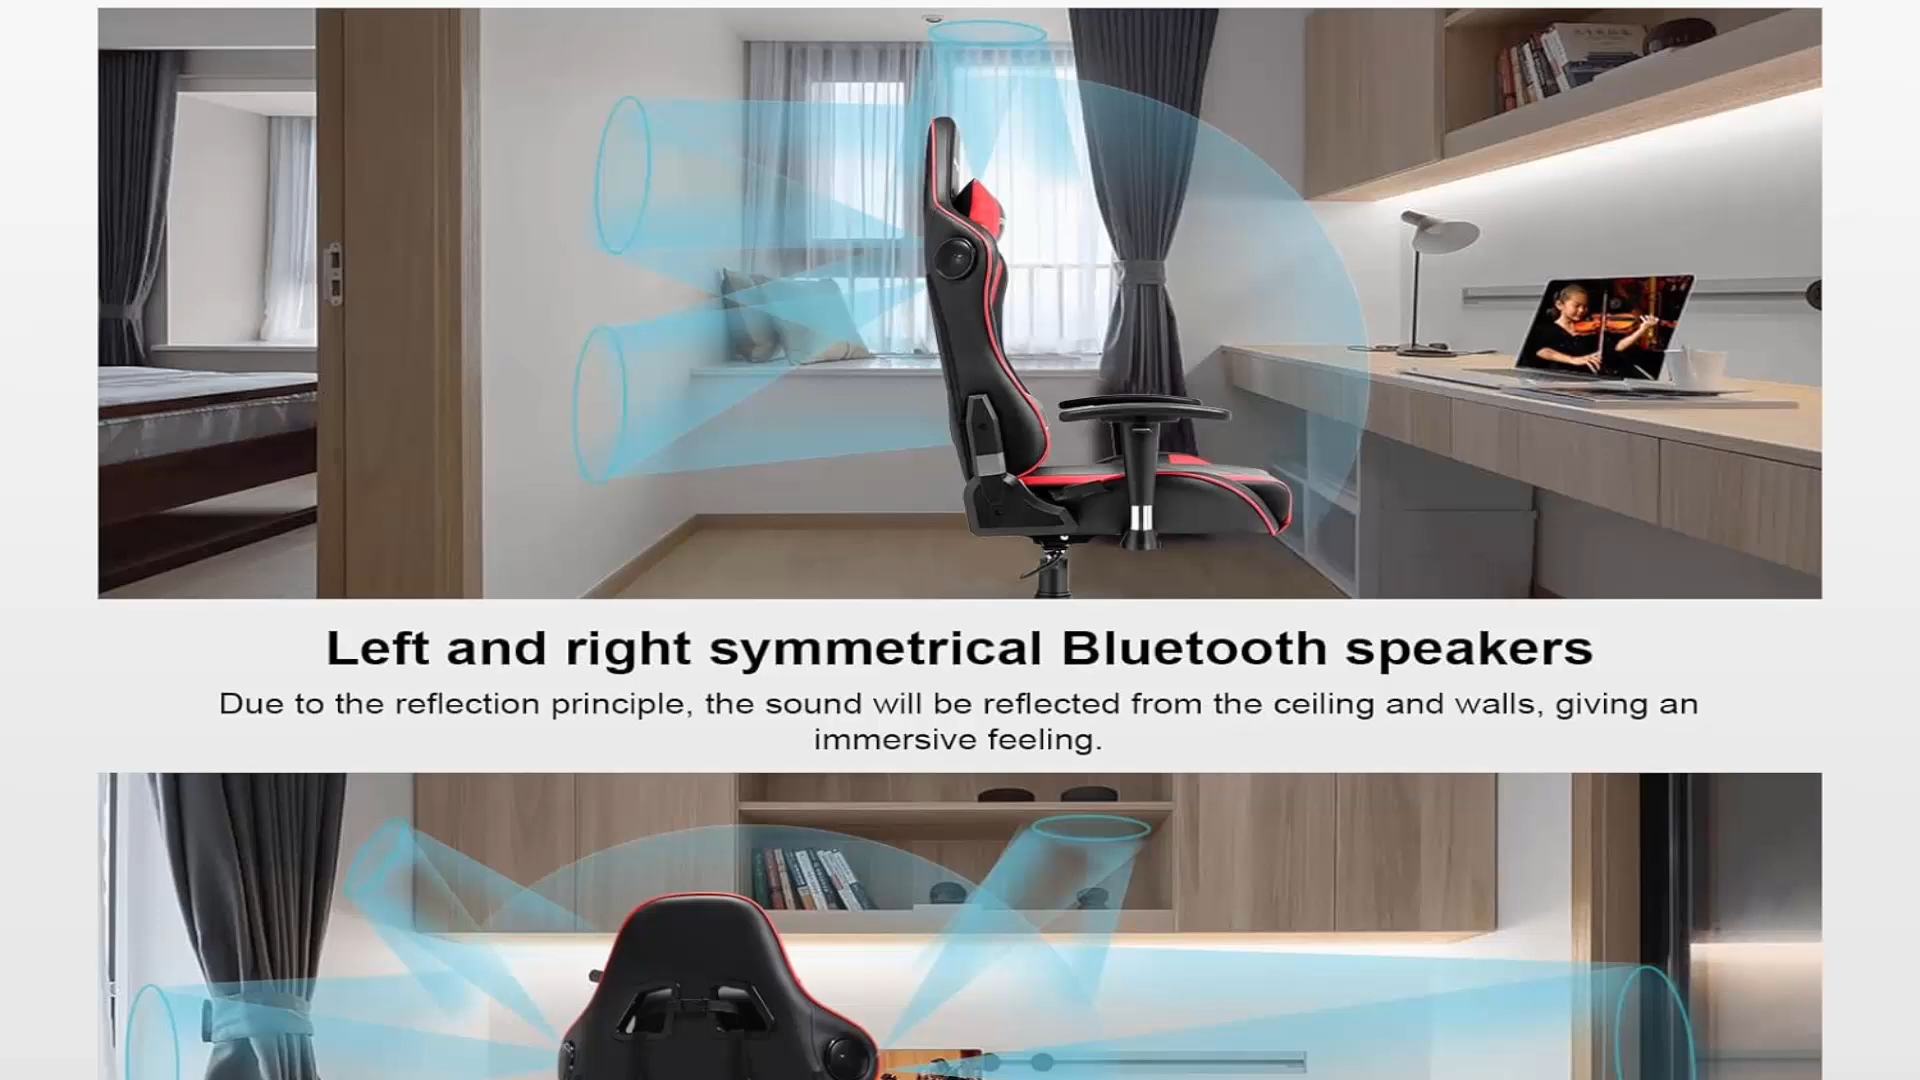 Left and right symmetrical Bluetooth speakers
Due to the reflection principle, the sound will be reflected from the ceiling and walls, giving an
immersive feeling.